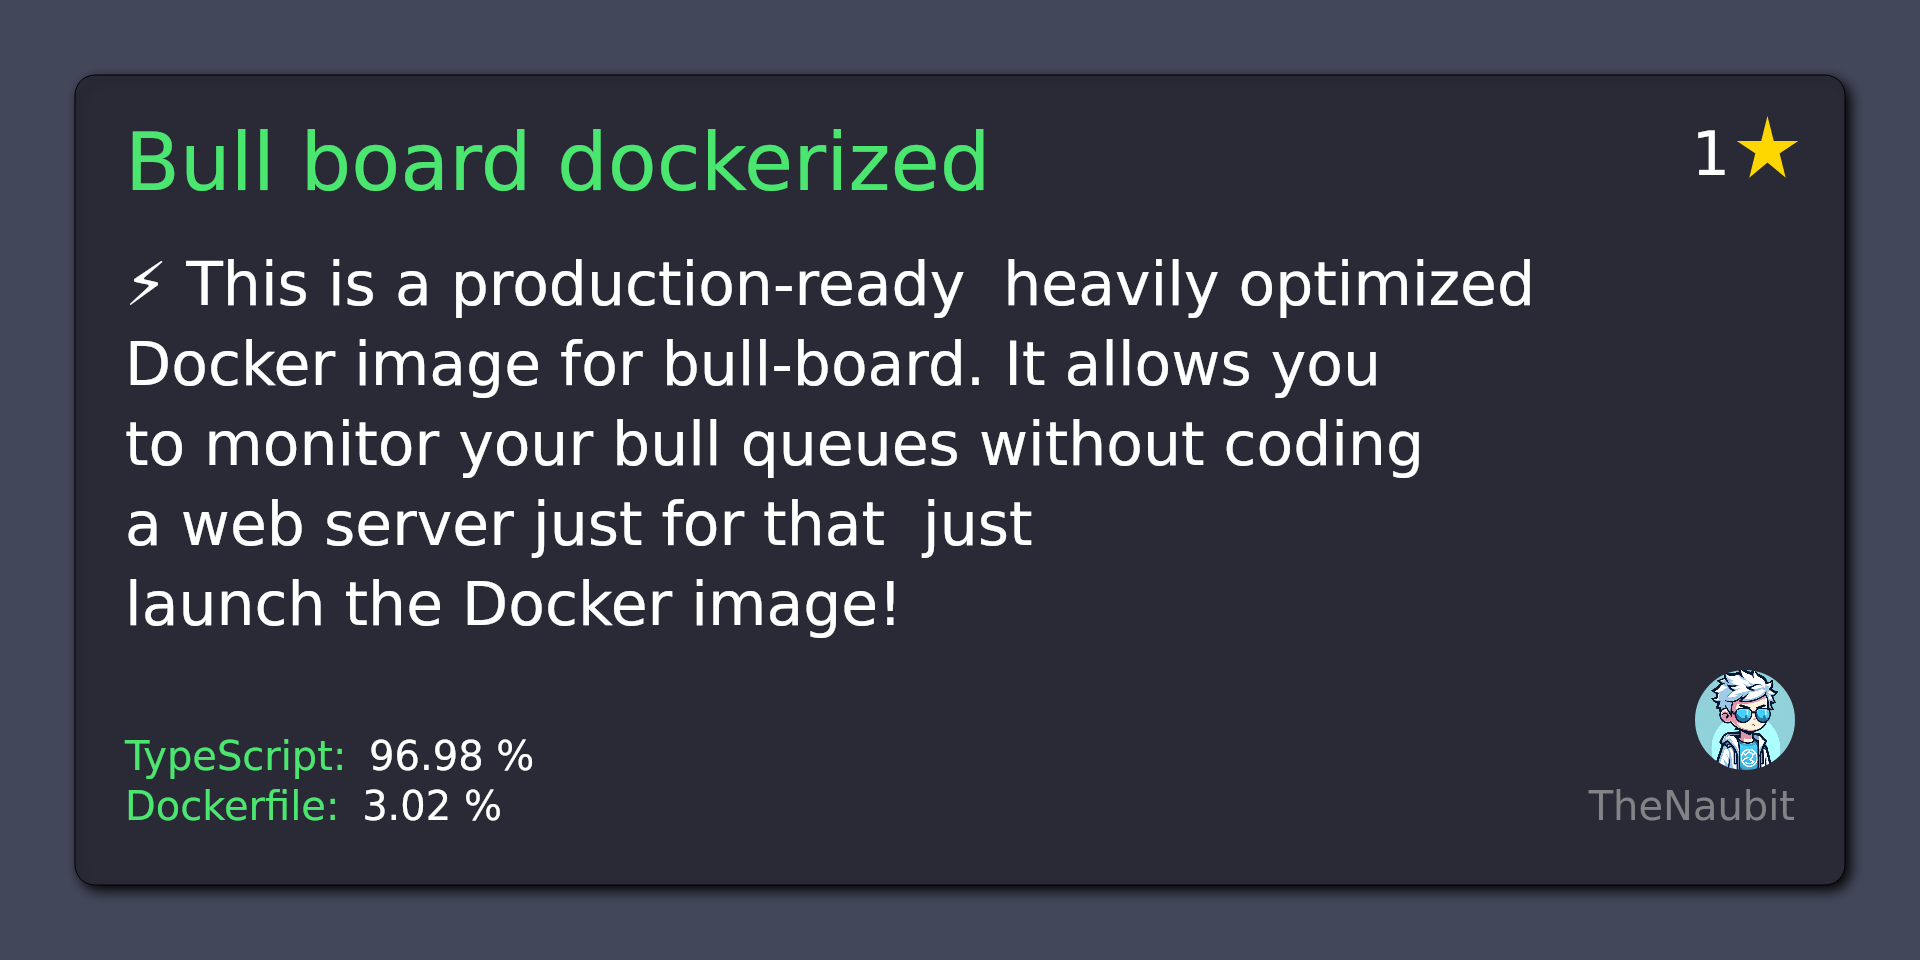 Bull board dockerized
1★
⚡ This is a production-ready  heavily optimized
Docker image for bull-board. It allows you
to monitor your bull queues without coding
a web server just for that  just
launch the Docker image!
TypeScript: 96.98 %
Dockerfile: 3.02 %
TheNaubit